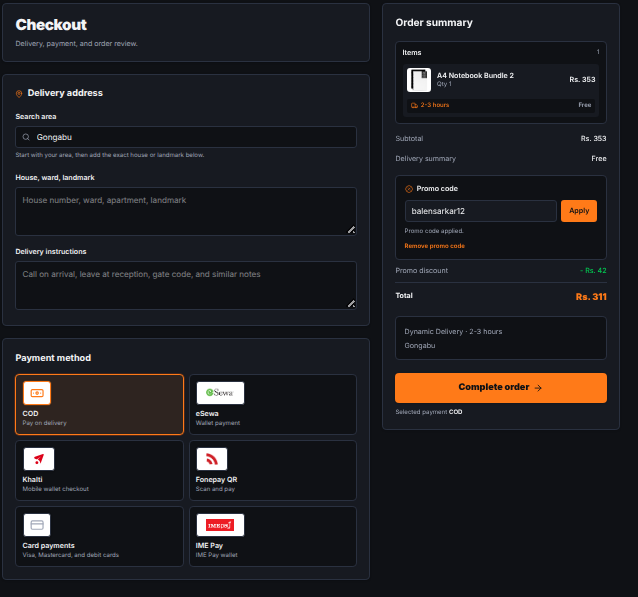 Checkout
Delivery, payment, and order review.
Delivery address
Search area
Gongabu
Start with your area, then add the exact house or landmark below.
House, ward, landmark
House number, ward, apartment, landmark
Delivery instructions
Call on arrival, leave at reception, gate code, and similar notes
Payment method
COD
Pay on delivery
eSewa
eSewa
Wallet payment
Khalti
Mobile wallet checkout
Fonepay QR
Scan and pay
Card payments
Visa, Mastercard, and debit cards
IME Pay
IME Pay wallet
Order summary
Items 1
A4 Notebook Bundle 2
Qty 1
Rs. 353
2-3 hours Free
Subtotal Rs. 353
Delivery summary Free
Promo code
balensarkar12 Apply
Promo code applied.
Remove promo code
Promo discount - Rs. 42
Total Rs. 311
Dynamic Delivery · 2-3 hours
Gongabu
Complete order →
Selected payment COD